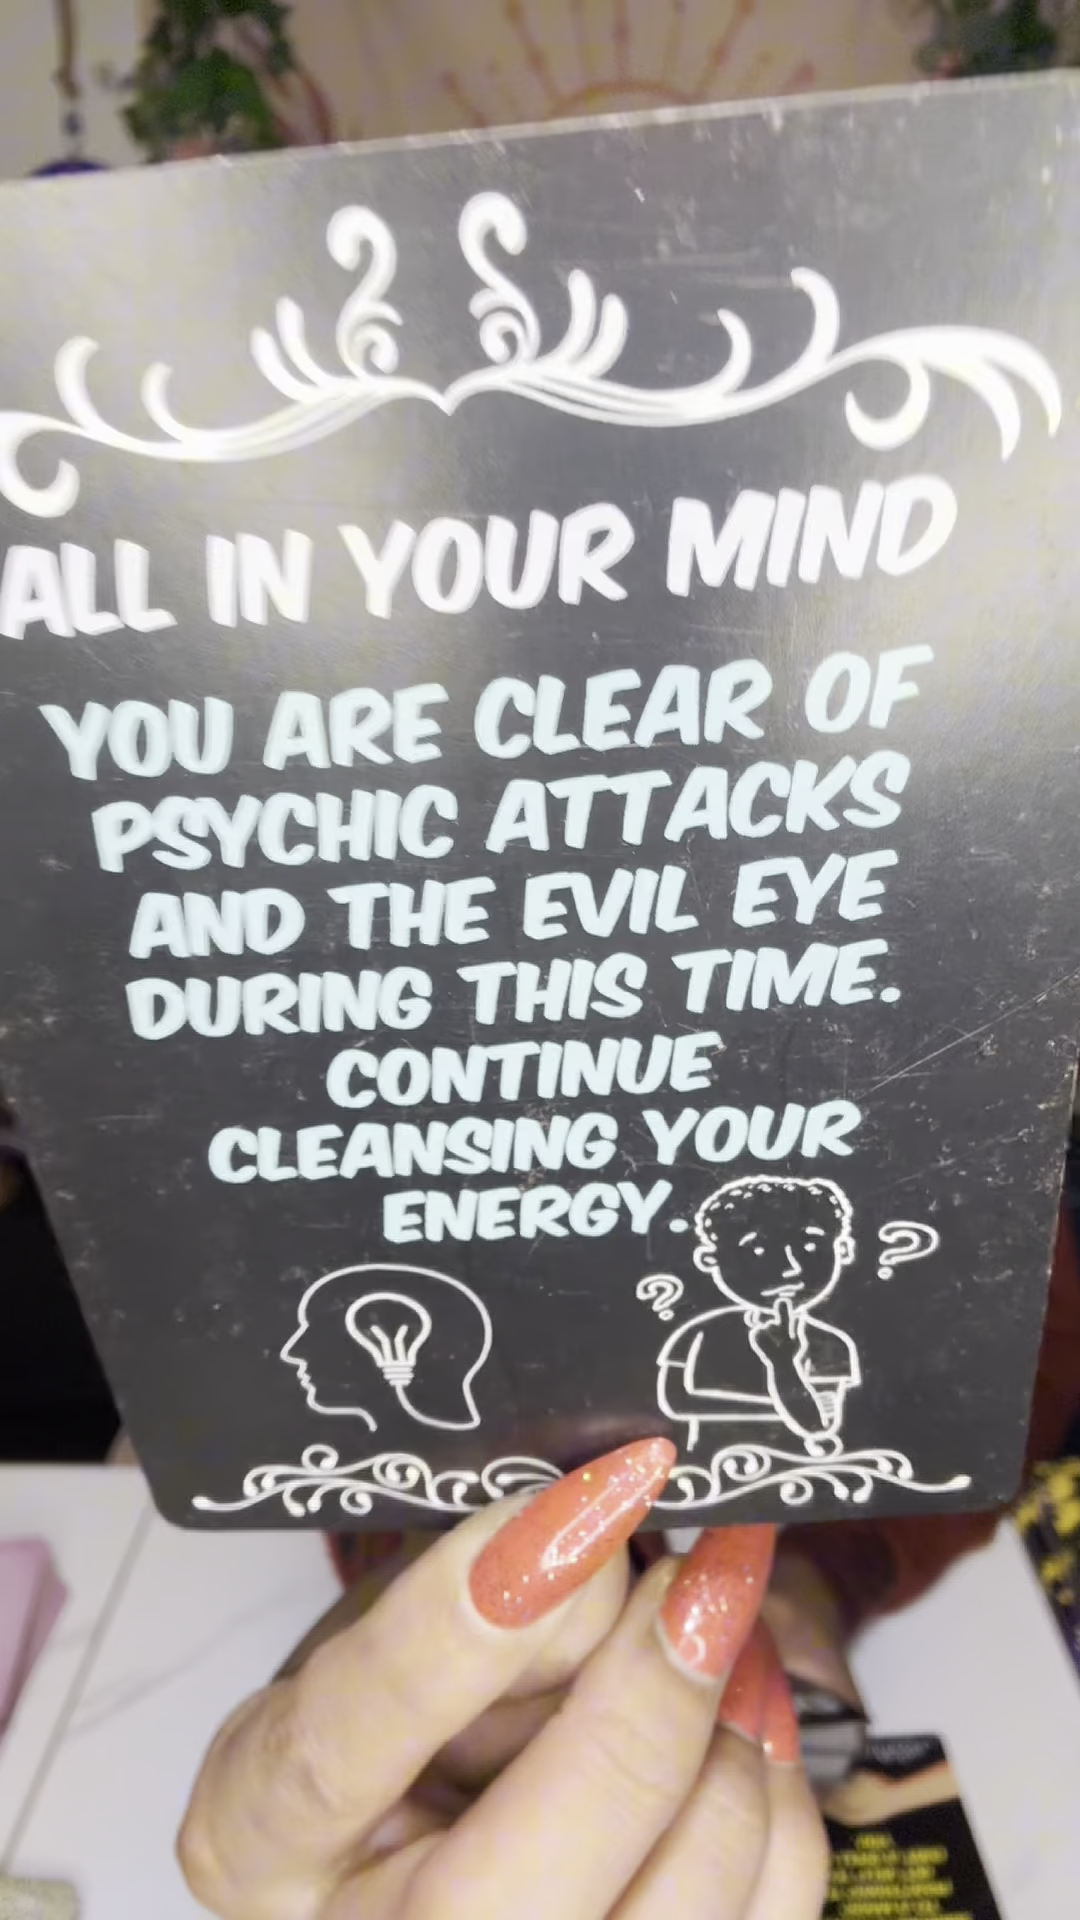 ALL IN YOUR MIND
YOU ARE CLEAR OF
PSYCHIC ATTACKS
AND THE EVIL EYE
DURING THIS TIME.
CONTINUE
CLEANSING YOUR
ENERGY.
? ?